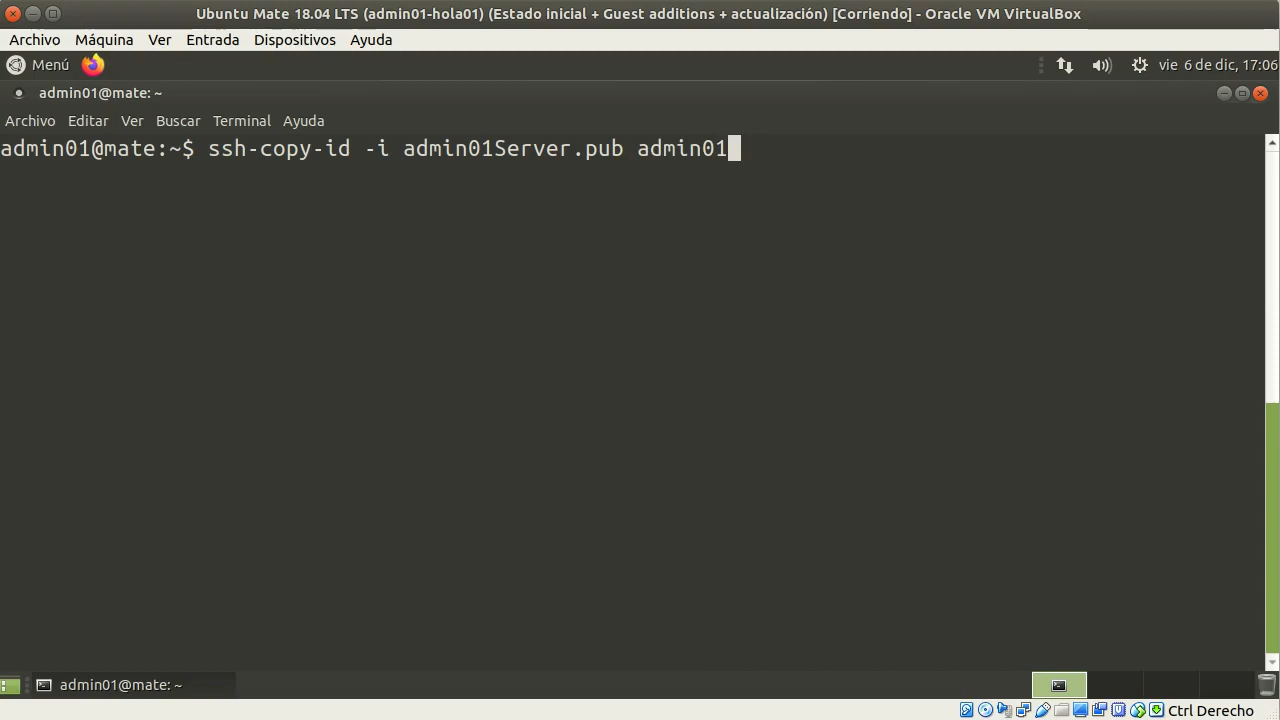 Ubuntu Mate 18.04 LTS (admin01-hola01) (Estado inicial + Guest additions + actualización) [Corriendo] - Oracle VM VirtualBox
Archivo Máquina Ver Entrada Dispositivos Ayuda
Menú vie 6 de dic, 17:06
admin01@mate: ~
Archivo Editar Ver Buscar Terminal Ayuda
admin01@mate:~$ ssh-copy-id -i admin01Server.pub admin01
admin01@mate: ~
Ctrl Derecho